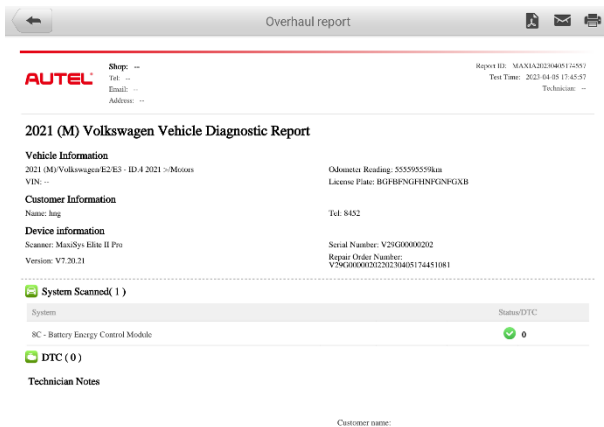 Overhaul report
AUTEL
Shop: --
Tel: --
Email: --
Address: --
Report ID: MAXIA20230405174557
Test Time: 2023-04-05 17:45:57
Technician: --
2021 (M) Volkswagen Vehicle Diagnostic Report
Vehicle Information
2021 (M)/Volkswagen/E2/E3 - ID.4 2021 >/Motors
Odometer Reading: 555595559km
VIN: --
License Plate: BGFBFNGFHNFGNFGXB
Customer Information
Name: hng
Tel: 8452
Device information
Scanner: MaxiSys Elite II Pro
Serial Number: V29G00000202
Version: V7.20.21
Repair Order Number:
V29G0000020220230405174451081
System Scanned( 1 )
System
Status/DTC
8C - Battery Energy Control Module
0
DTC ( 0 )
Technician Notes
Customer name: